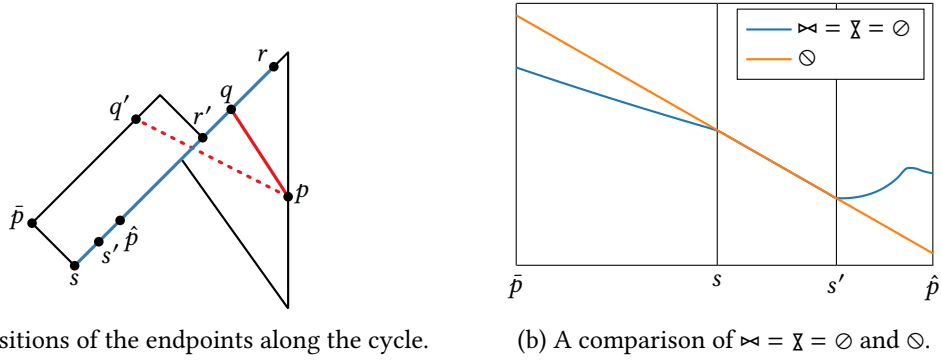 r
q
q′
r′
p
p̄
p̂
s′
s
⋈ = ⧖ = ⊘
⦸
p̄ s s′ p̂
sitions of the endpoints along the cycle.
(b) A comparison of ⋈ = ⧖ = ⊘ and ⦸.